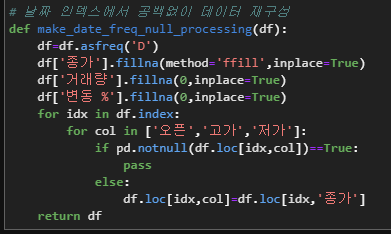 # 날짜 인덱스에서 공백없이 데이터 재구성
def make_date_freq_null_processing(df):
    df=df.asfreq('D')
    df['종가'].fillna(method='ffill',inplace=True)
    df['거래량'].fillna(0,inplace=True)
    df['변동 %'].fillna(0,inplace=True)
    for idx in df.index:
        for col in ['오픈','고가','저가']:
            if pd.notnull(df.loc[idx,col])==True:
                pass
            else:
                df.loc[idx,col]=df.loc[idx,'종가']
    return df